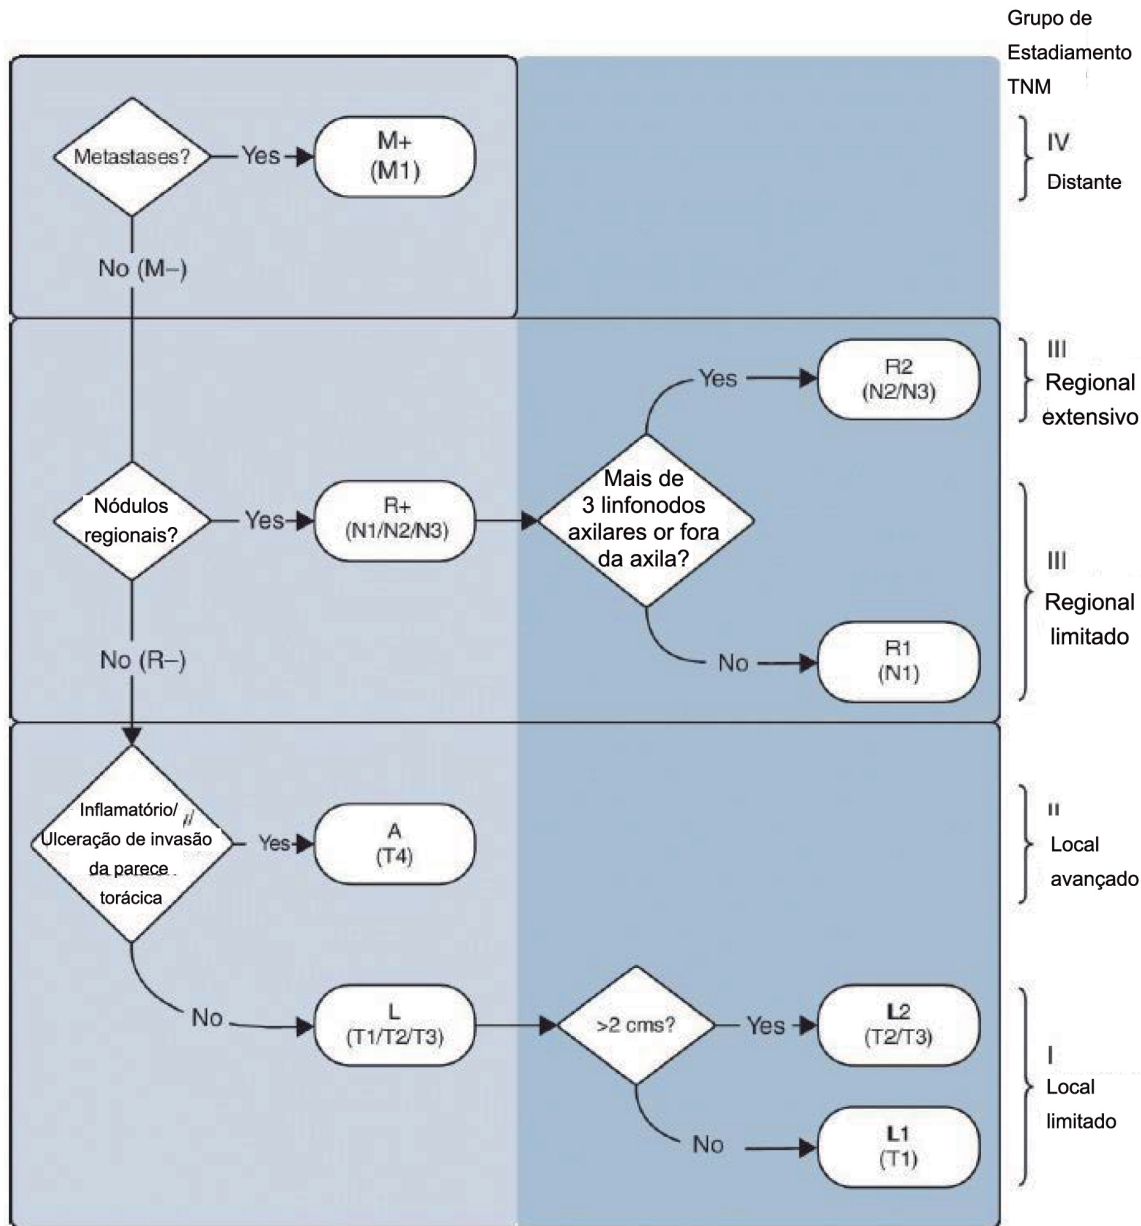 Grupo de
Estadiamento
TNM
Metastases?
Yes
M+
(M1)
IV
Distante
No (M–)
Nódulos
regionais?
Yes
R+
(N1/N2/N3)
Mais de
3 linfonodos
axilares or fora
da axila?
Yes
R2
(N2/N3)
III
Regional
extensivo
No
R1
(N1)
III
Regional
limitado
No (R–)
Inflamatório/
Ulceração de invasão
da parece
torácica
Yes
A
(T4)
II
Local
avançado
No
L
(T1/T2/T3)
>2 cms?
Yes
L2
(T2/T3)
No
L1
(T1)
I
Local
limitado